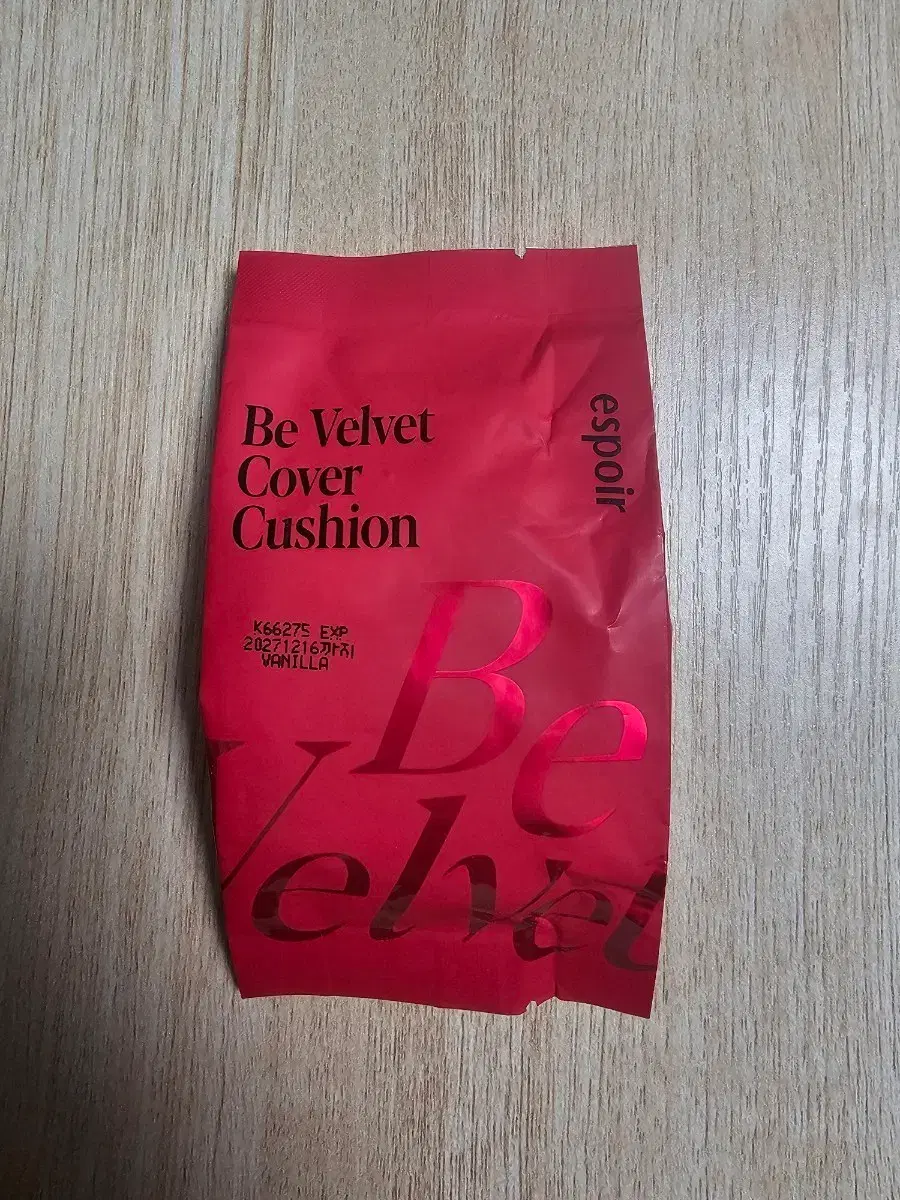 Be Velvet
Cover
Cushion
espoir
K66275 EXP
20271216까지
VANILLA
Be
Velvet